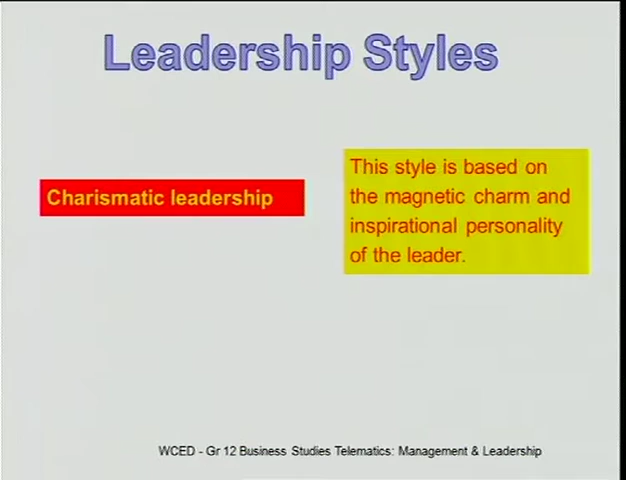 Leadership Styles
Charismatic leadership
This style is based on
the magnetic charm and
inspirational personality
of the leader.
WCED - Gr 12 Business Studies Telematics: Management & Leadership